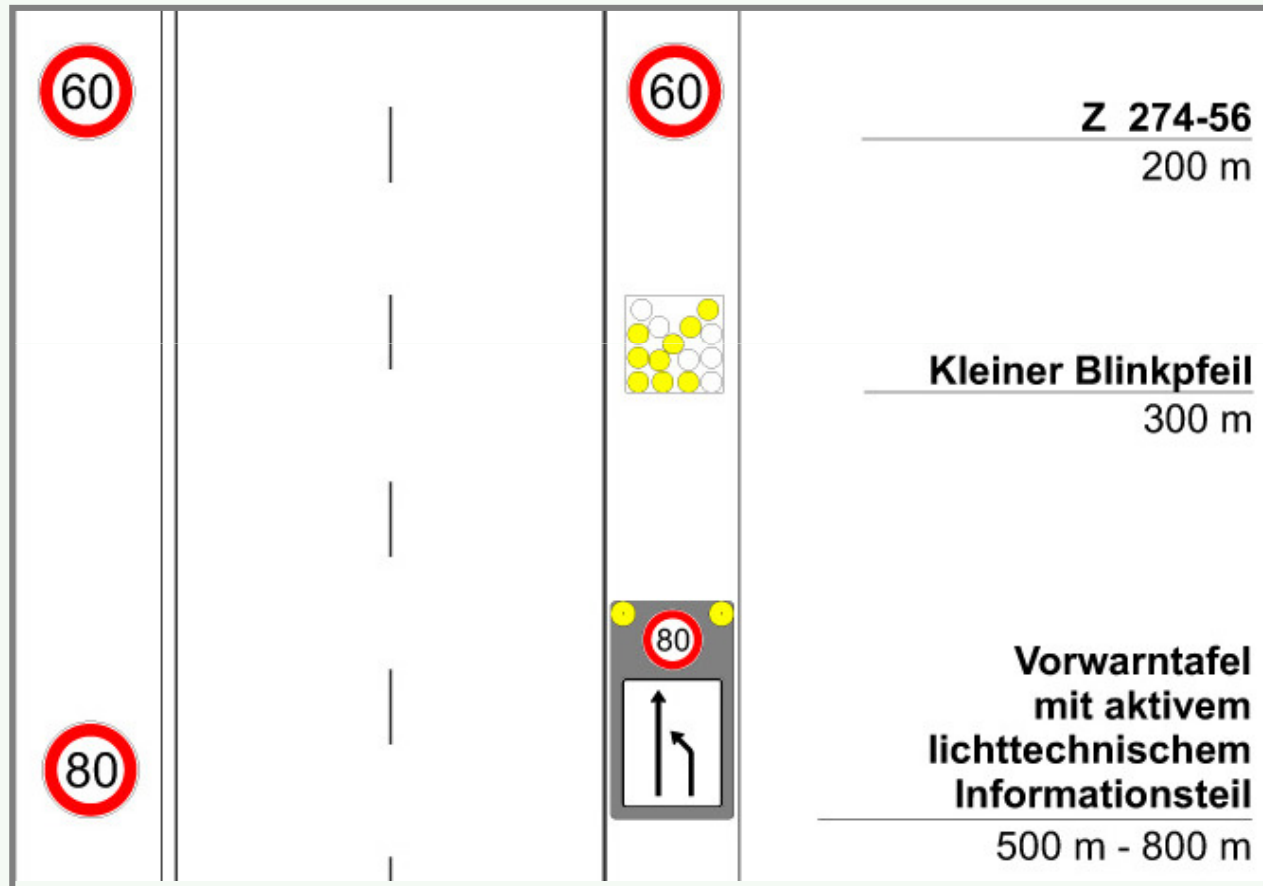 60
60
Z 274-56
200 m
Kleiner Blinkpfeil
300 m
80
Vorwarntafel
mit aktivem
lichttechnischem
Informationsteil
80
500 m - 800 m